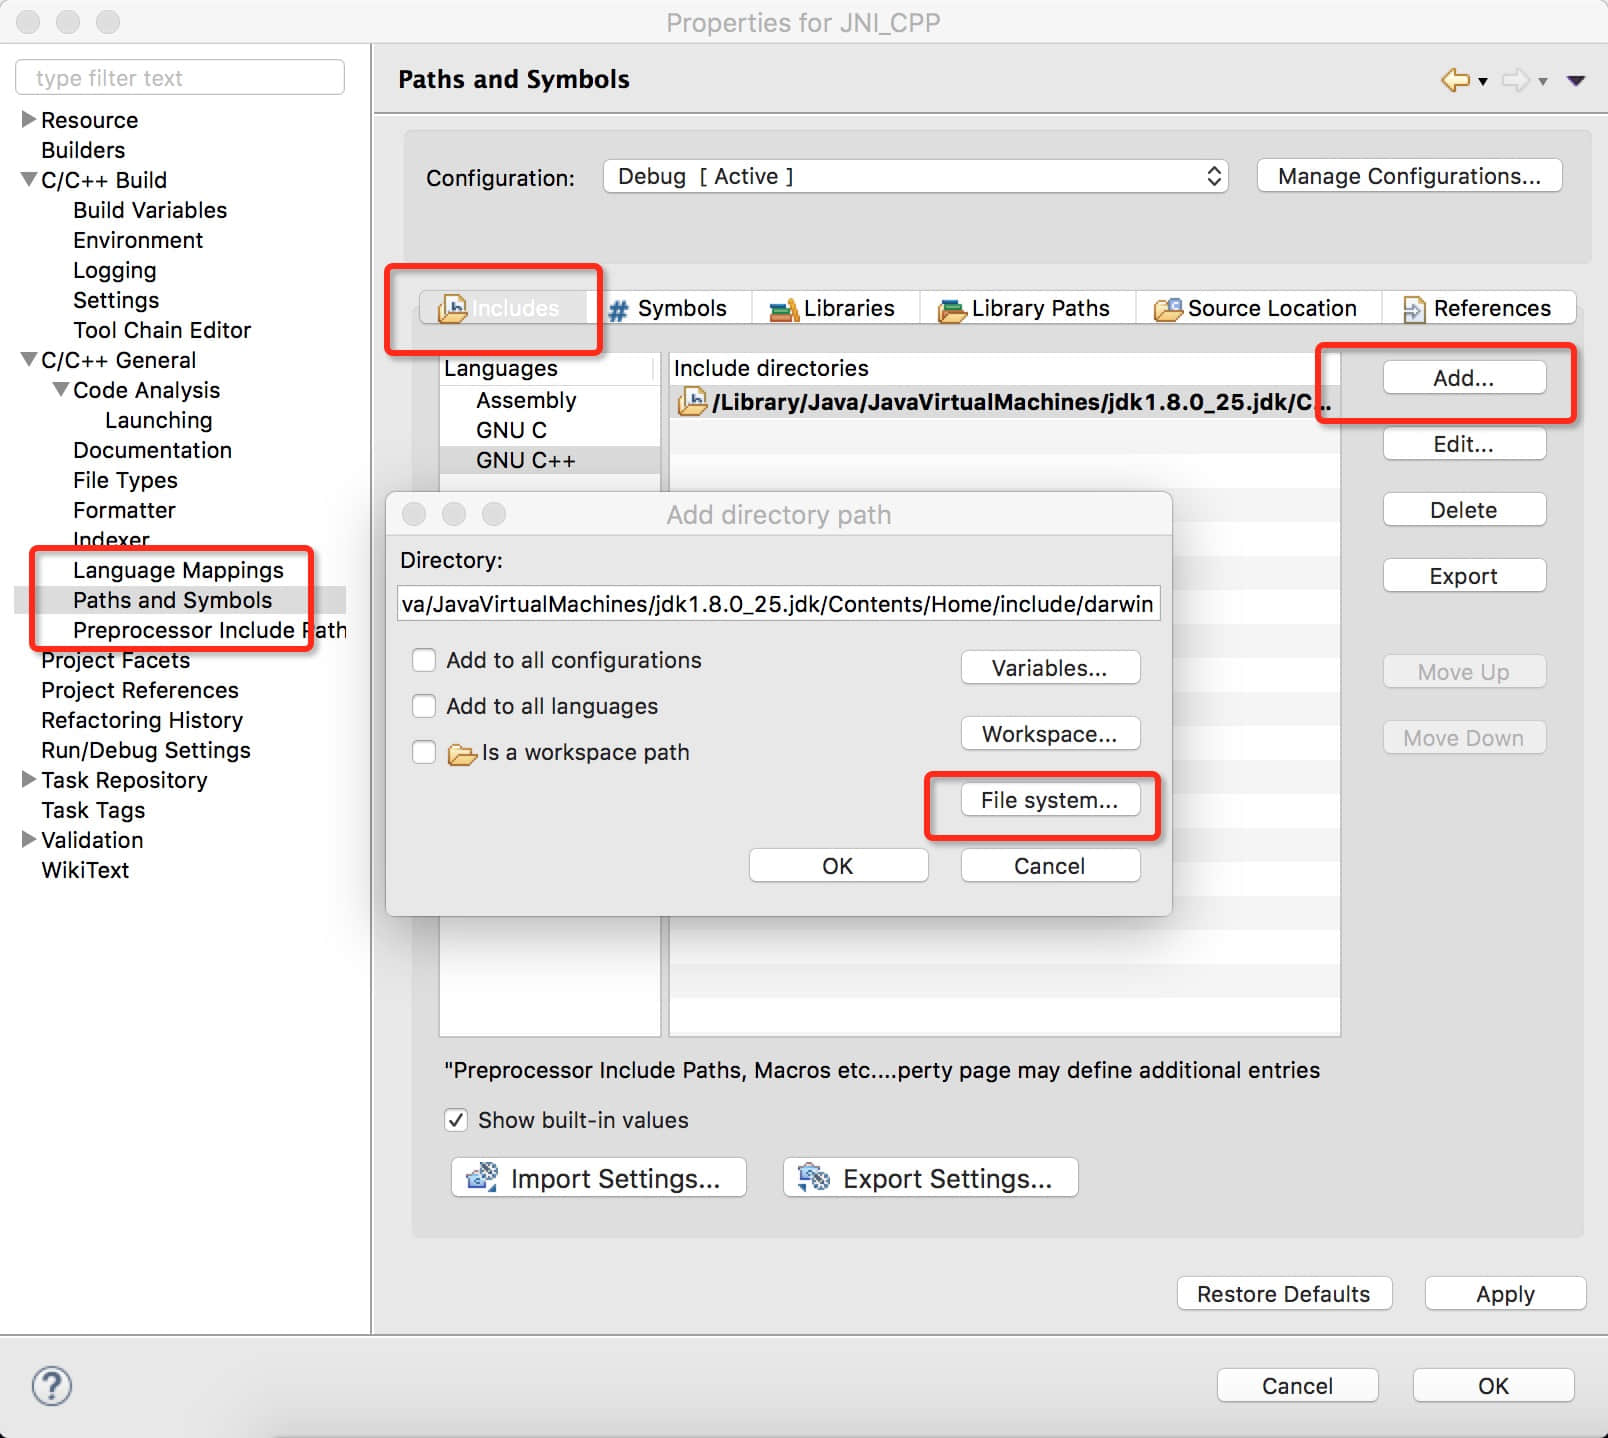 Properties for JNI_CPP
type filter text
Resource
Builders
C/C++ Build
Build Variables
Environment
Logging
Settings
Tool Chain Editor
C/C++ General
Code Analysis
Launching
Documentation
File Types
Formatter
Indexer
Language Mappings
Paths and Symbols
Preprocessor Include Path
Project Facets
Project References
Refactoring History
Run/Debug Settings
Task Repository
Task Tags
Validation
WikiText
Paths and Symbols
Configuration:
Debug [ Active ]
Manage Configurations...
Includes
# Symbols
Libraries
Library Paths
Source Location
References
Languages
Assembly
GNU C
GNU C++
Include directories
/Library/Java/JavaVirtualMachines/jdk1.8.0_25.jdk/C...
Add...
Edit...
Delete
Export
Move Up
Move Down
Add directory path
Directory:
va/JavaVirtualMachines/jdk1.8.0_25.jdk/Contents/Home/include/darwin
Add to all configurations
Add to all languages
Is a workspace path
Variables...
Workspace...
File system...
OK
Cancel
"Preprocessor Include Paths, Macros etc....perty page may define additional entries
Show built-in values
Import Settings...
Export Settings...
Restore Defaults
Apply
?
Cancel
OK